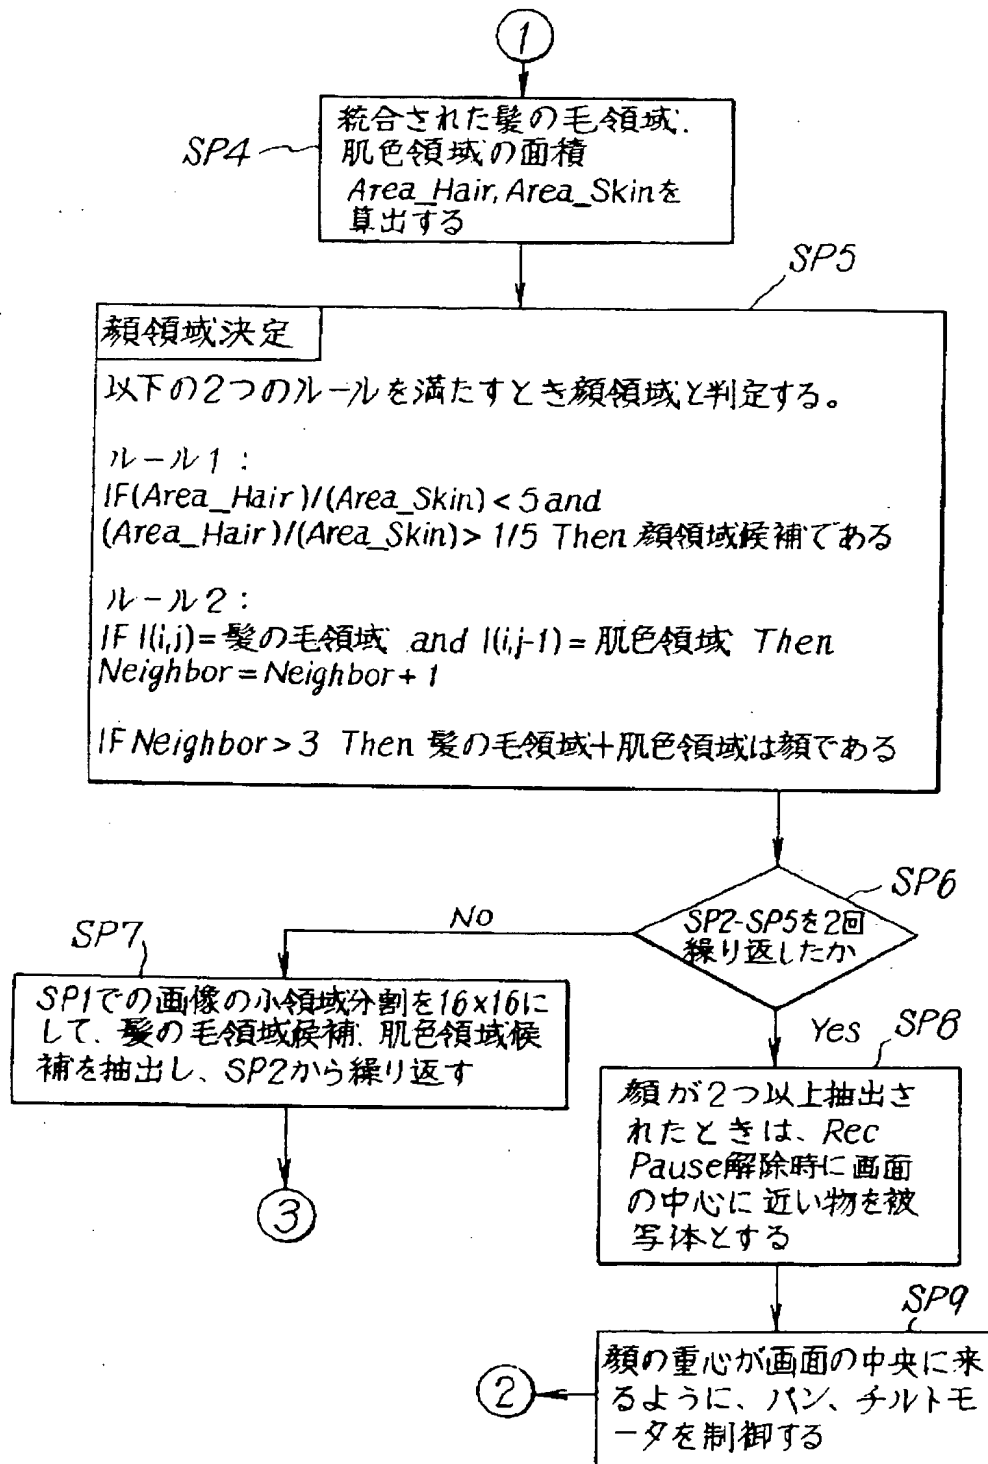 1
SP4
統合された髪の毛領域.
肌色領域の面積
Area_Hair, Area_Skinを
算出する
SP5
顔領域決定
以下の2つのルールを満たすとき顔領域と判定する。
ルール1:
IF(Area_Hair)/(Area_Skin) < 5 and
(Area_Hair)/(Area_Skin) > 1/5 Then 顔領域候補である
ルール2:
IF I(i,j)=髪の毛領域 and I(i,j-1)=肌色領域 Then
Neighbor=Neighbor+1
IF Neighbor>3 Then 髪の毛領域+肌色領域は顔である
SP6
SP2-SP5を2回
繰り返したか
No
Yes
SP7
SP1での画像の小領域分割を16×16に
して、髪の毛領域候補.肌色領域候
補を抽出し、SP2から繰り返す
3
SP8
顔が2つ以上抽出さ
れたときは、Rec
Pause解除時に画面
の中心に近い物を被
写体とする
SP9
顔の重心が画面の中央に来
るように、パン、チルトモ
ータを制御する
2